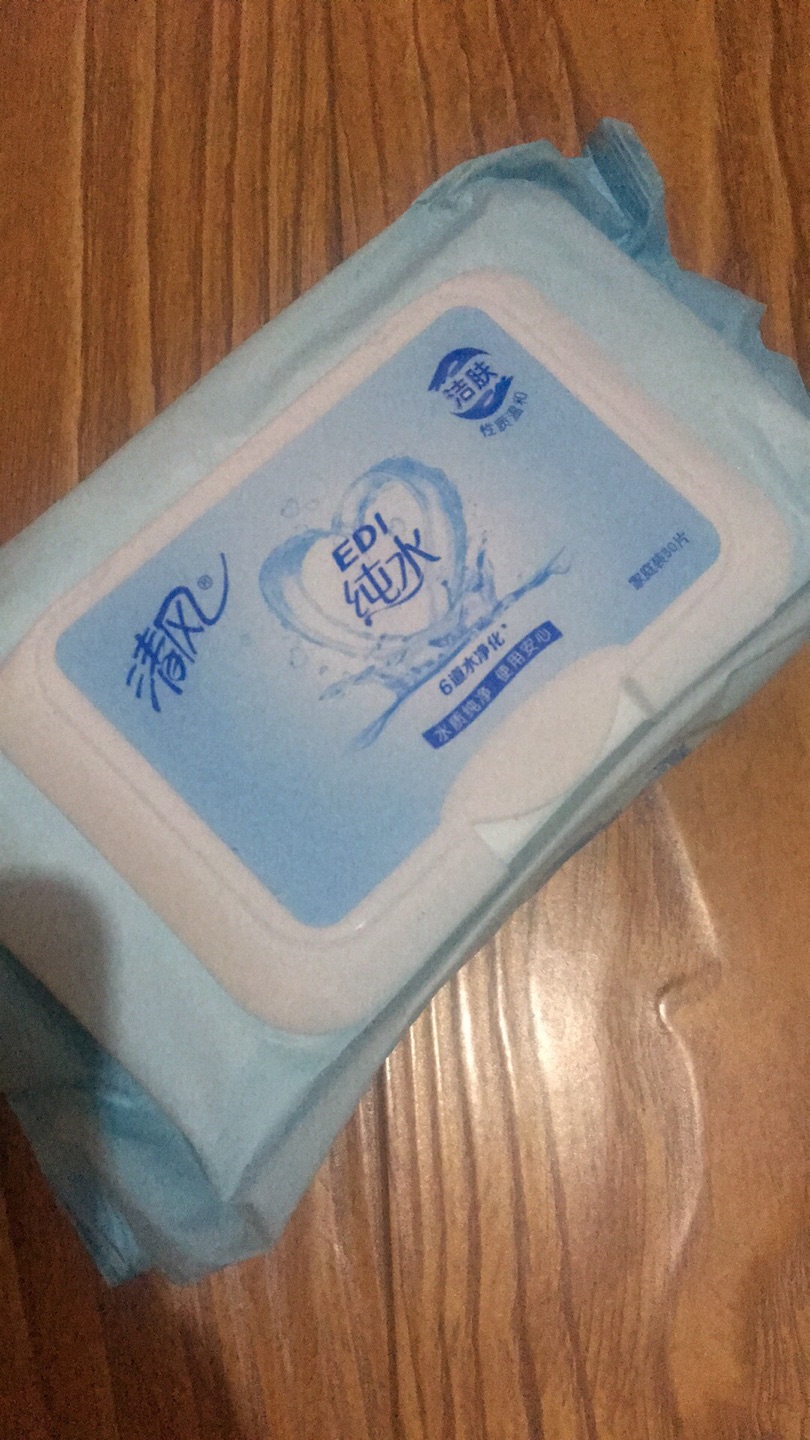 洁肤
性质温和
清风®
EDI
纯水
6道水净化*
水质纯净 使用安心
家庭装80片